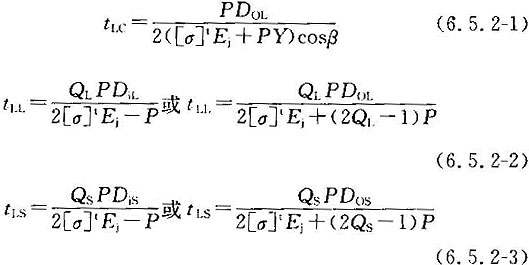 t_LC = PD_OL / 2([σ]^t E_j + PY)cosβ (6.5.2-1)
t_LL = Q_L PD_iL / 2[σ]^t E_j − P 或 t_LL = Q_L PD_OL / 2[σ]^t E_j + (2Q_L − 1)P
(6.5.2-2)
t_LS = Q_S PD_iS / 2[σ]^t E_j − P 或 t_LS = Q_S PD_OS / 2[σ]^t E_j + (2Q_S − 1)P
(6.5.2-3)